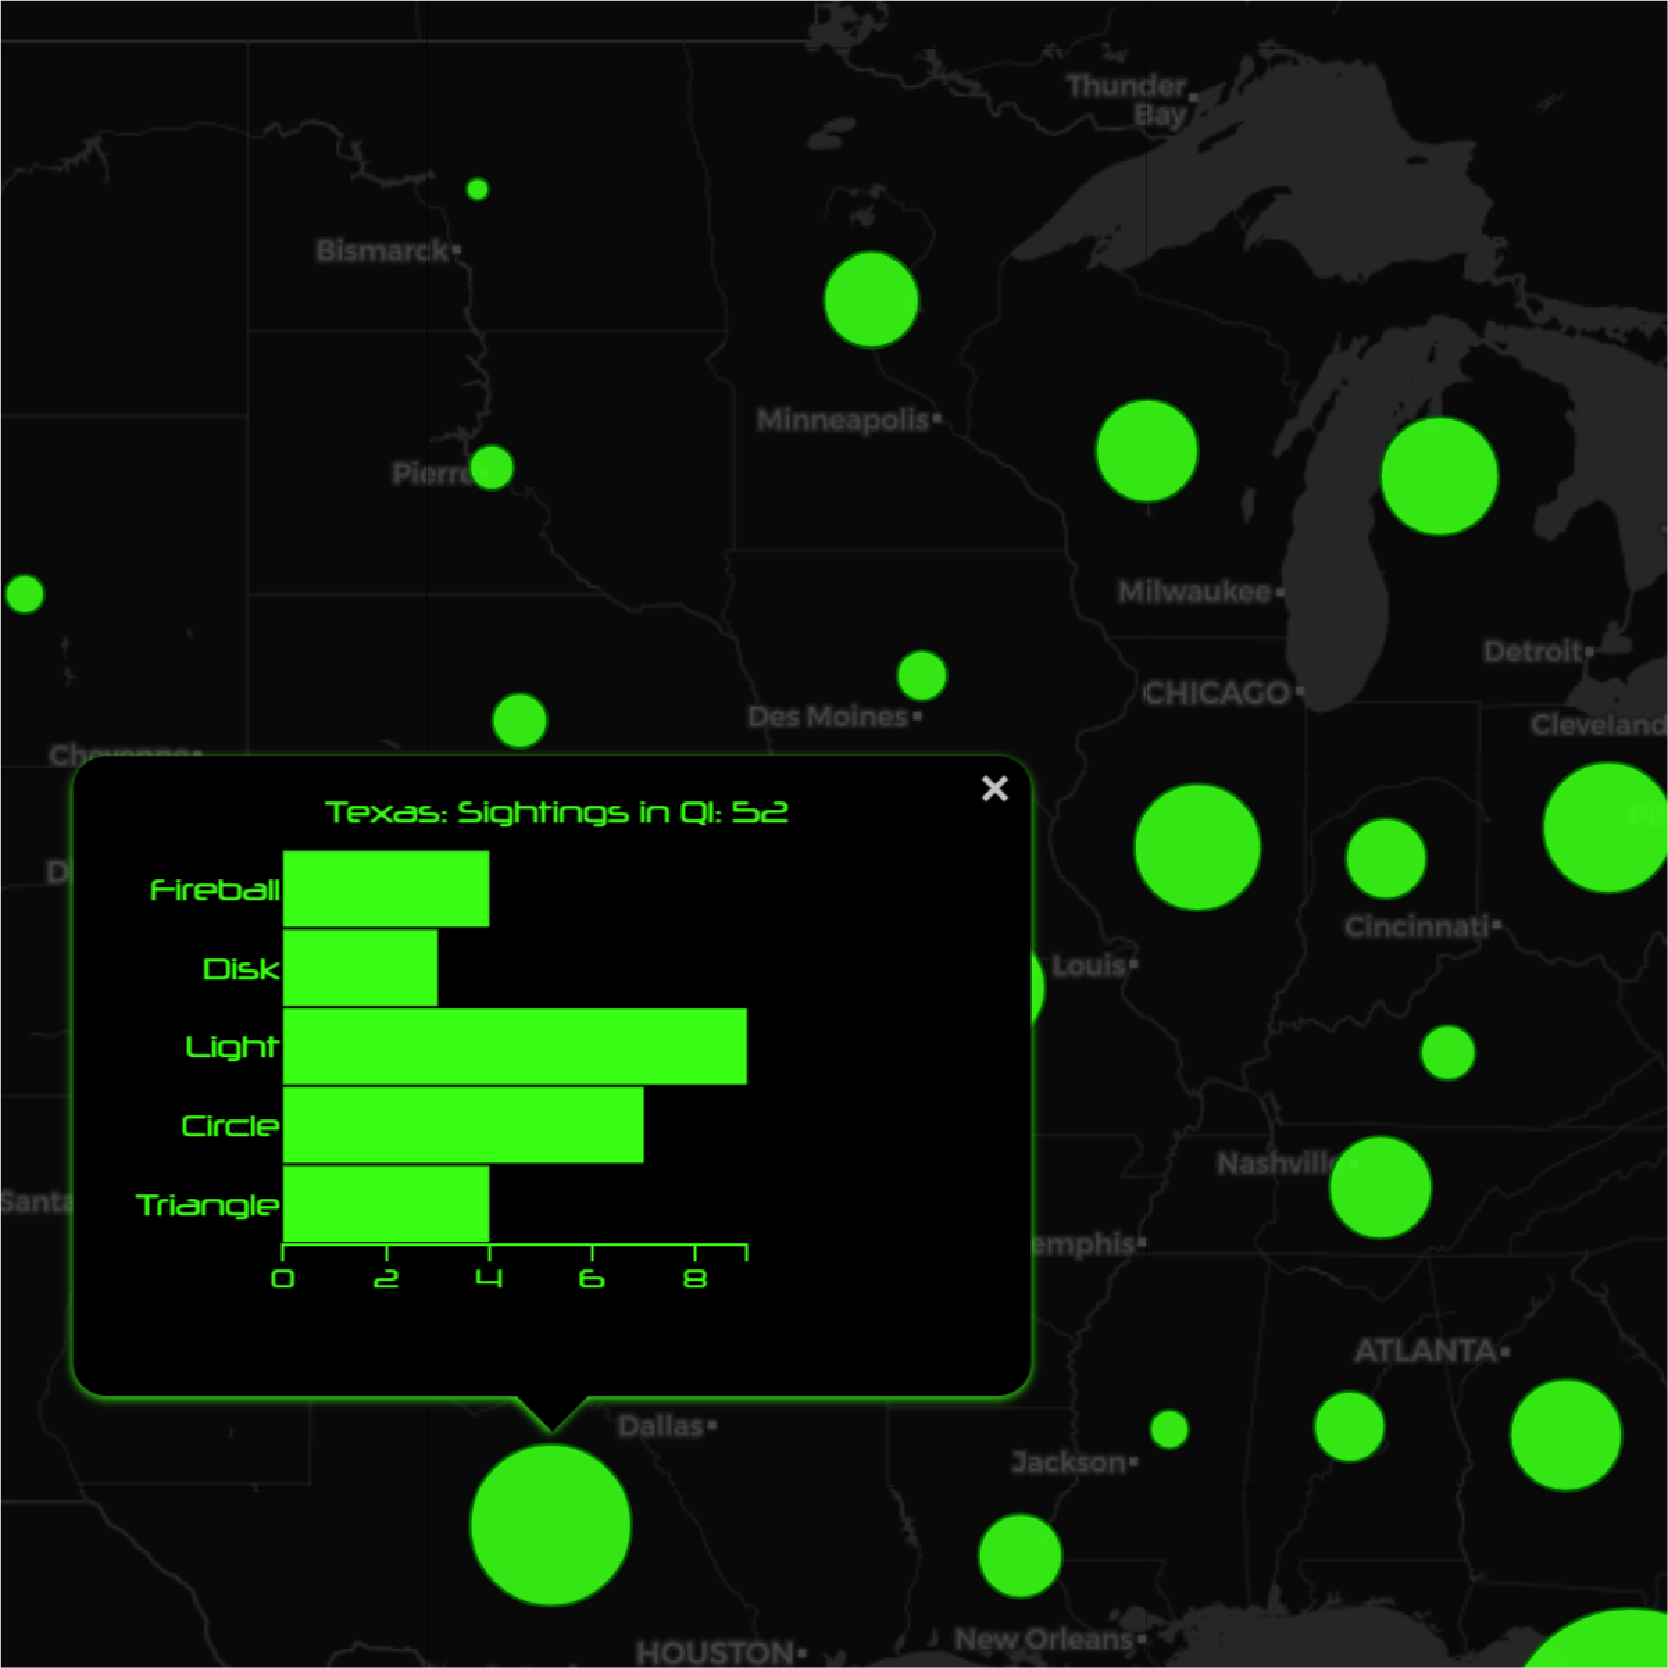 Thunder
Bay
Bismarck
Minneapolis
Pierre
Milwaukee
Detroit
CHICAGO
Des Moines
Cleveland
Cheyenne
×
Texas: Sightings in Q1: 52
Fireball
Disk
Light
Circle
Triangle
0 2 4 6 8
Cincinnati
Louis
Nashville
Santa
emphis
ATLANTA
Dallas
Jackson
New Orleans
HOUSTON